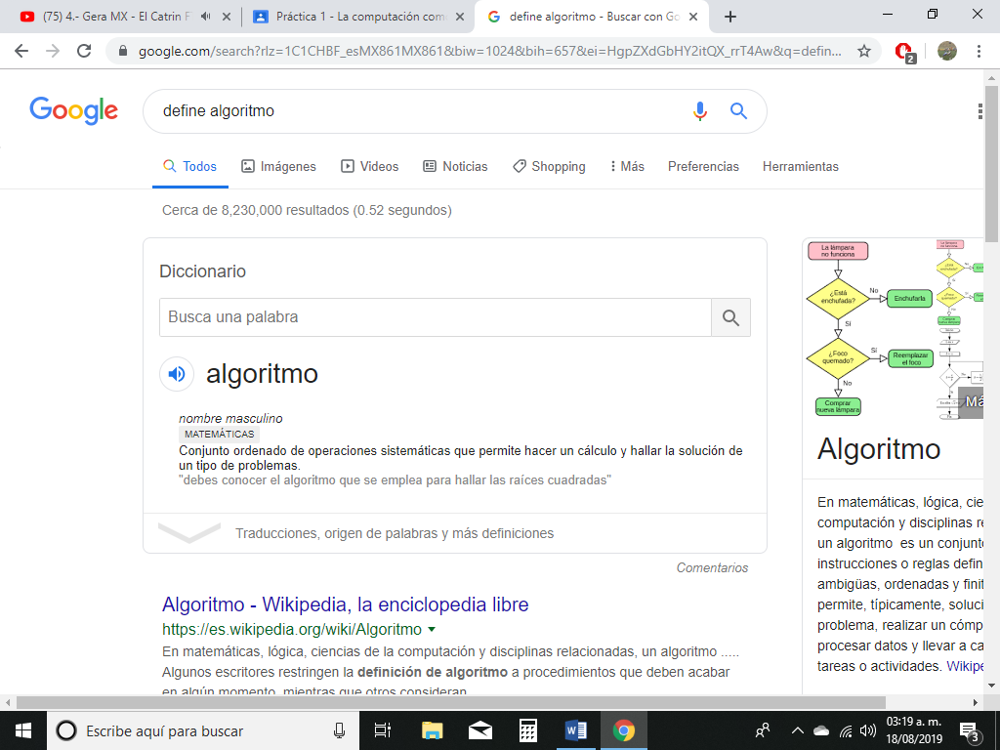 (75) 4.- Gera MX - El Catrin F
Práctica 1 - La computación com
define algoritmo - Buscar con Go
google.com/search?rlz=1C1CHBF_esMX861MX861&biw=1024&bih=657&ei=HgpZXdGbHY2itQX_rrT4Aw&q=defin...
2
Google
define algoritmo
Todos
Imágenes
Videos
Noticias
Shopping
Más
Preferencias
Herramientas
Cerca de 8,230,000 resultados (0.52 segundos)
Diccionario
Busca una palabra
algoritmo
nombre masculino
MATEMÁTICAS
Conjunto ordenado de operaciones sistemáticas que permite hacer un cálculo y hallar la solución de
un tipo de problemas.
"debes conocer el algoritmo que se emplea para hallar las raíces cuadradas"
Traducciones, origen de palabras y más definiciones
Comentarios
Algoritmo - Wikipedia, la enciclopedia libre
https://es.wikipedia.org/wiki/Algoritmo
En matemáticas, lógica, ciencias de la computación y disciplinas relacionadas, un algoritmo .....
Algunos escritores restringen la definición de algoritmo a procedimientos que deben acabar
en algún momento, mientras que otros consideran
La lámpara
no funciona
¿Está
enchufada?
No
Enchufarla
Sí
¿Foco
quemado?
Sí
Reemplazar
el foco
No
Comprar
nueva lámpara
Má
Algoritmo
En matemáticas, lógica, cie
computación y disciplinas re
un algoritmo es un conjunto
instrucciones o reglas defin
ambigüas, ordenadas y finit
permite, típicamente, soluci
problema, realizar un cómp
procesar datos y llevar a ca
tareas o actividades. Wikipe
Escribe aquí para buscar
03:19 a. m.
18/08/2019
3